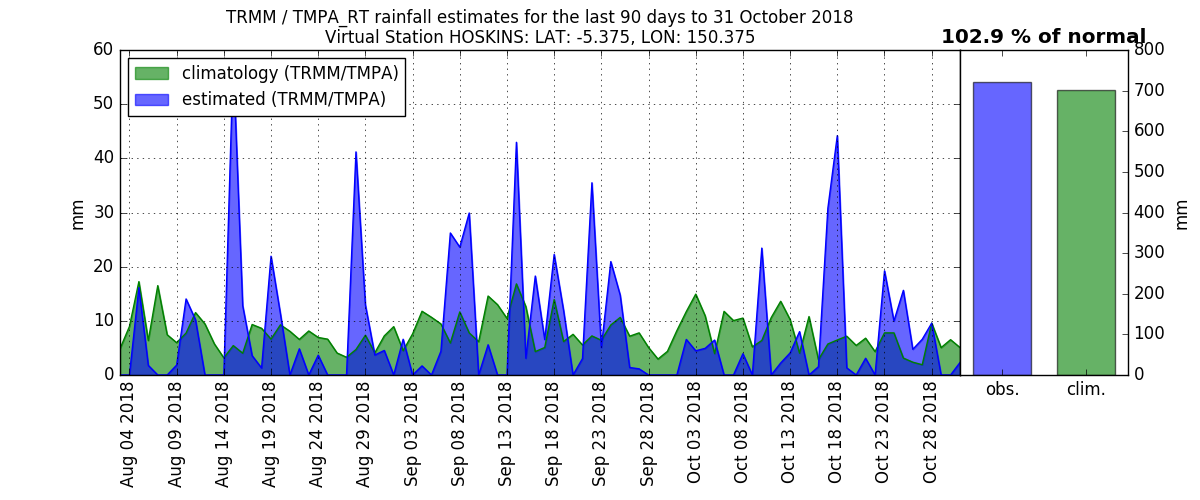 TRMM / TMPA_RT rainfall estimates for the last 90 days to 31 October 2018
Virtual Station HOSKINS: LAT: -5.375, LON: 150.375
102.9 % of normal
climatology (TRMM/TMPA)
estimated (TRMM/TMPA)
60
50
40
30
20
10
0
mm
Aug 04 2018
Aug 09 2018
Aug 14 2018
Aug 19 2018
Aug 24 2018
Aug 29 2018
Sep 03 2018
Sep 08 2018
Sep 13 2018
Sep 18 2018
Sep 23 2018
Sep 28 2018
Oct 03 2018
Oct 08 2018
Oct 13 2018
Oct 18 2018
Oct 23 2018
Oct 28 2018
obs.
clim.
800
700
600
500
400
300
200
100
0
mm